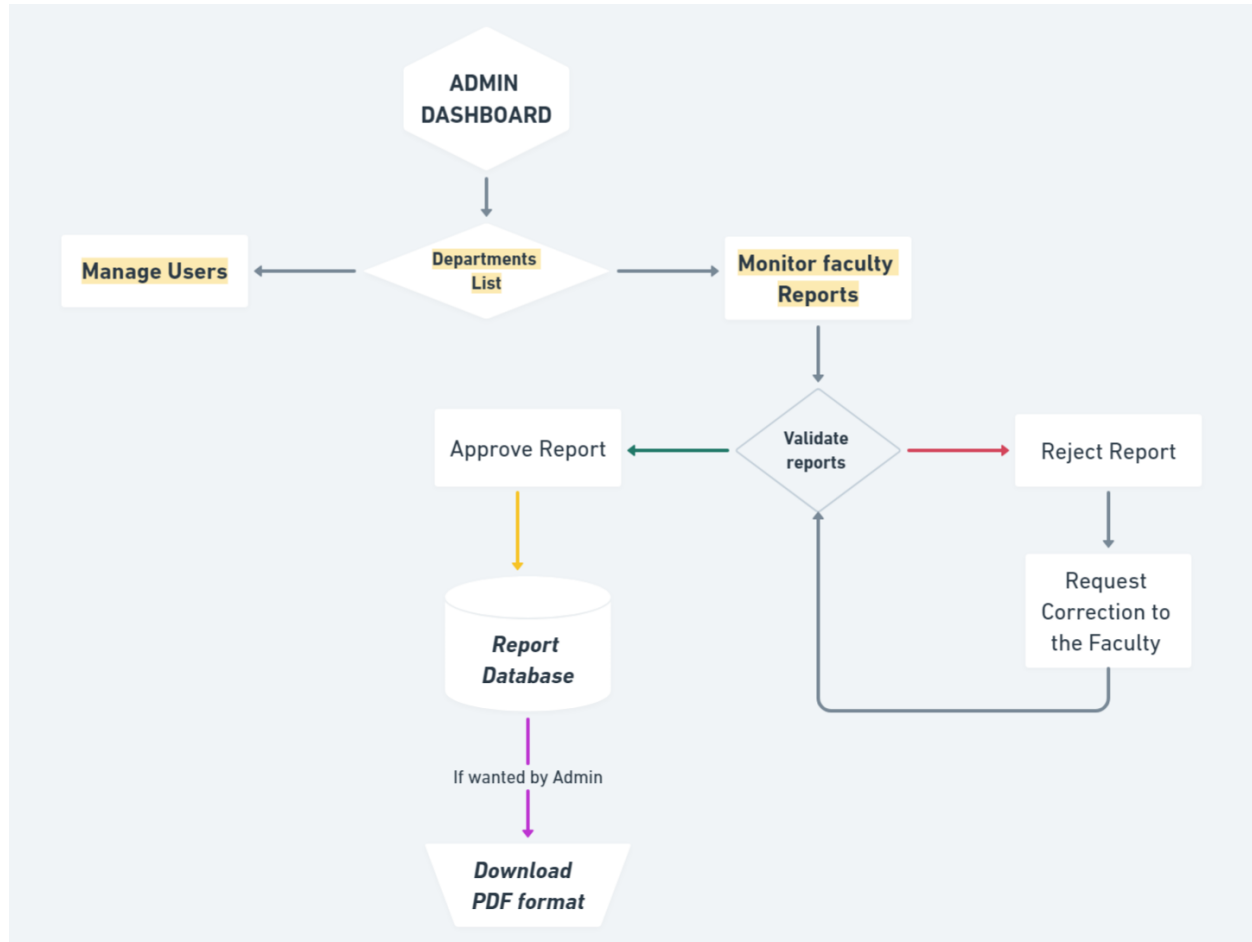 ADMIN
DASHBOARD
Departments
List
Manage Users
Monitor faculty
Reports
Validate
reports
Approve Report
Reject Report
Request
Correction to
the Faculty
Report
Database
If wanted by Admin
Download
PDF format